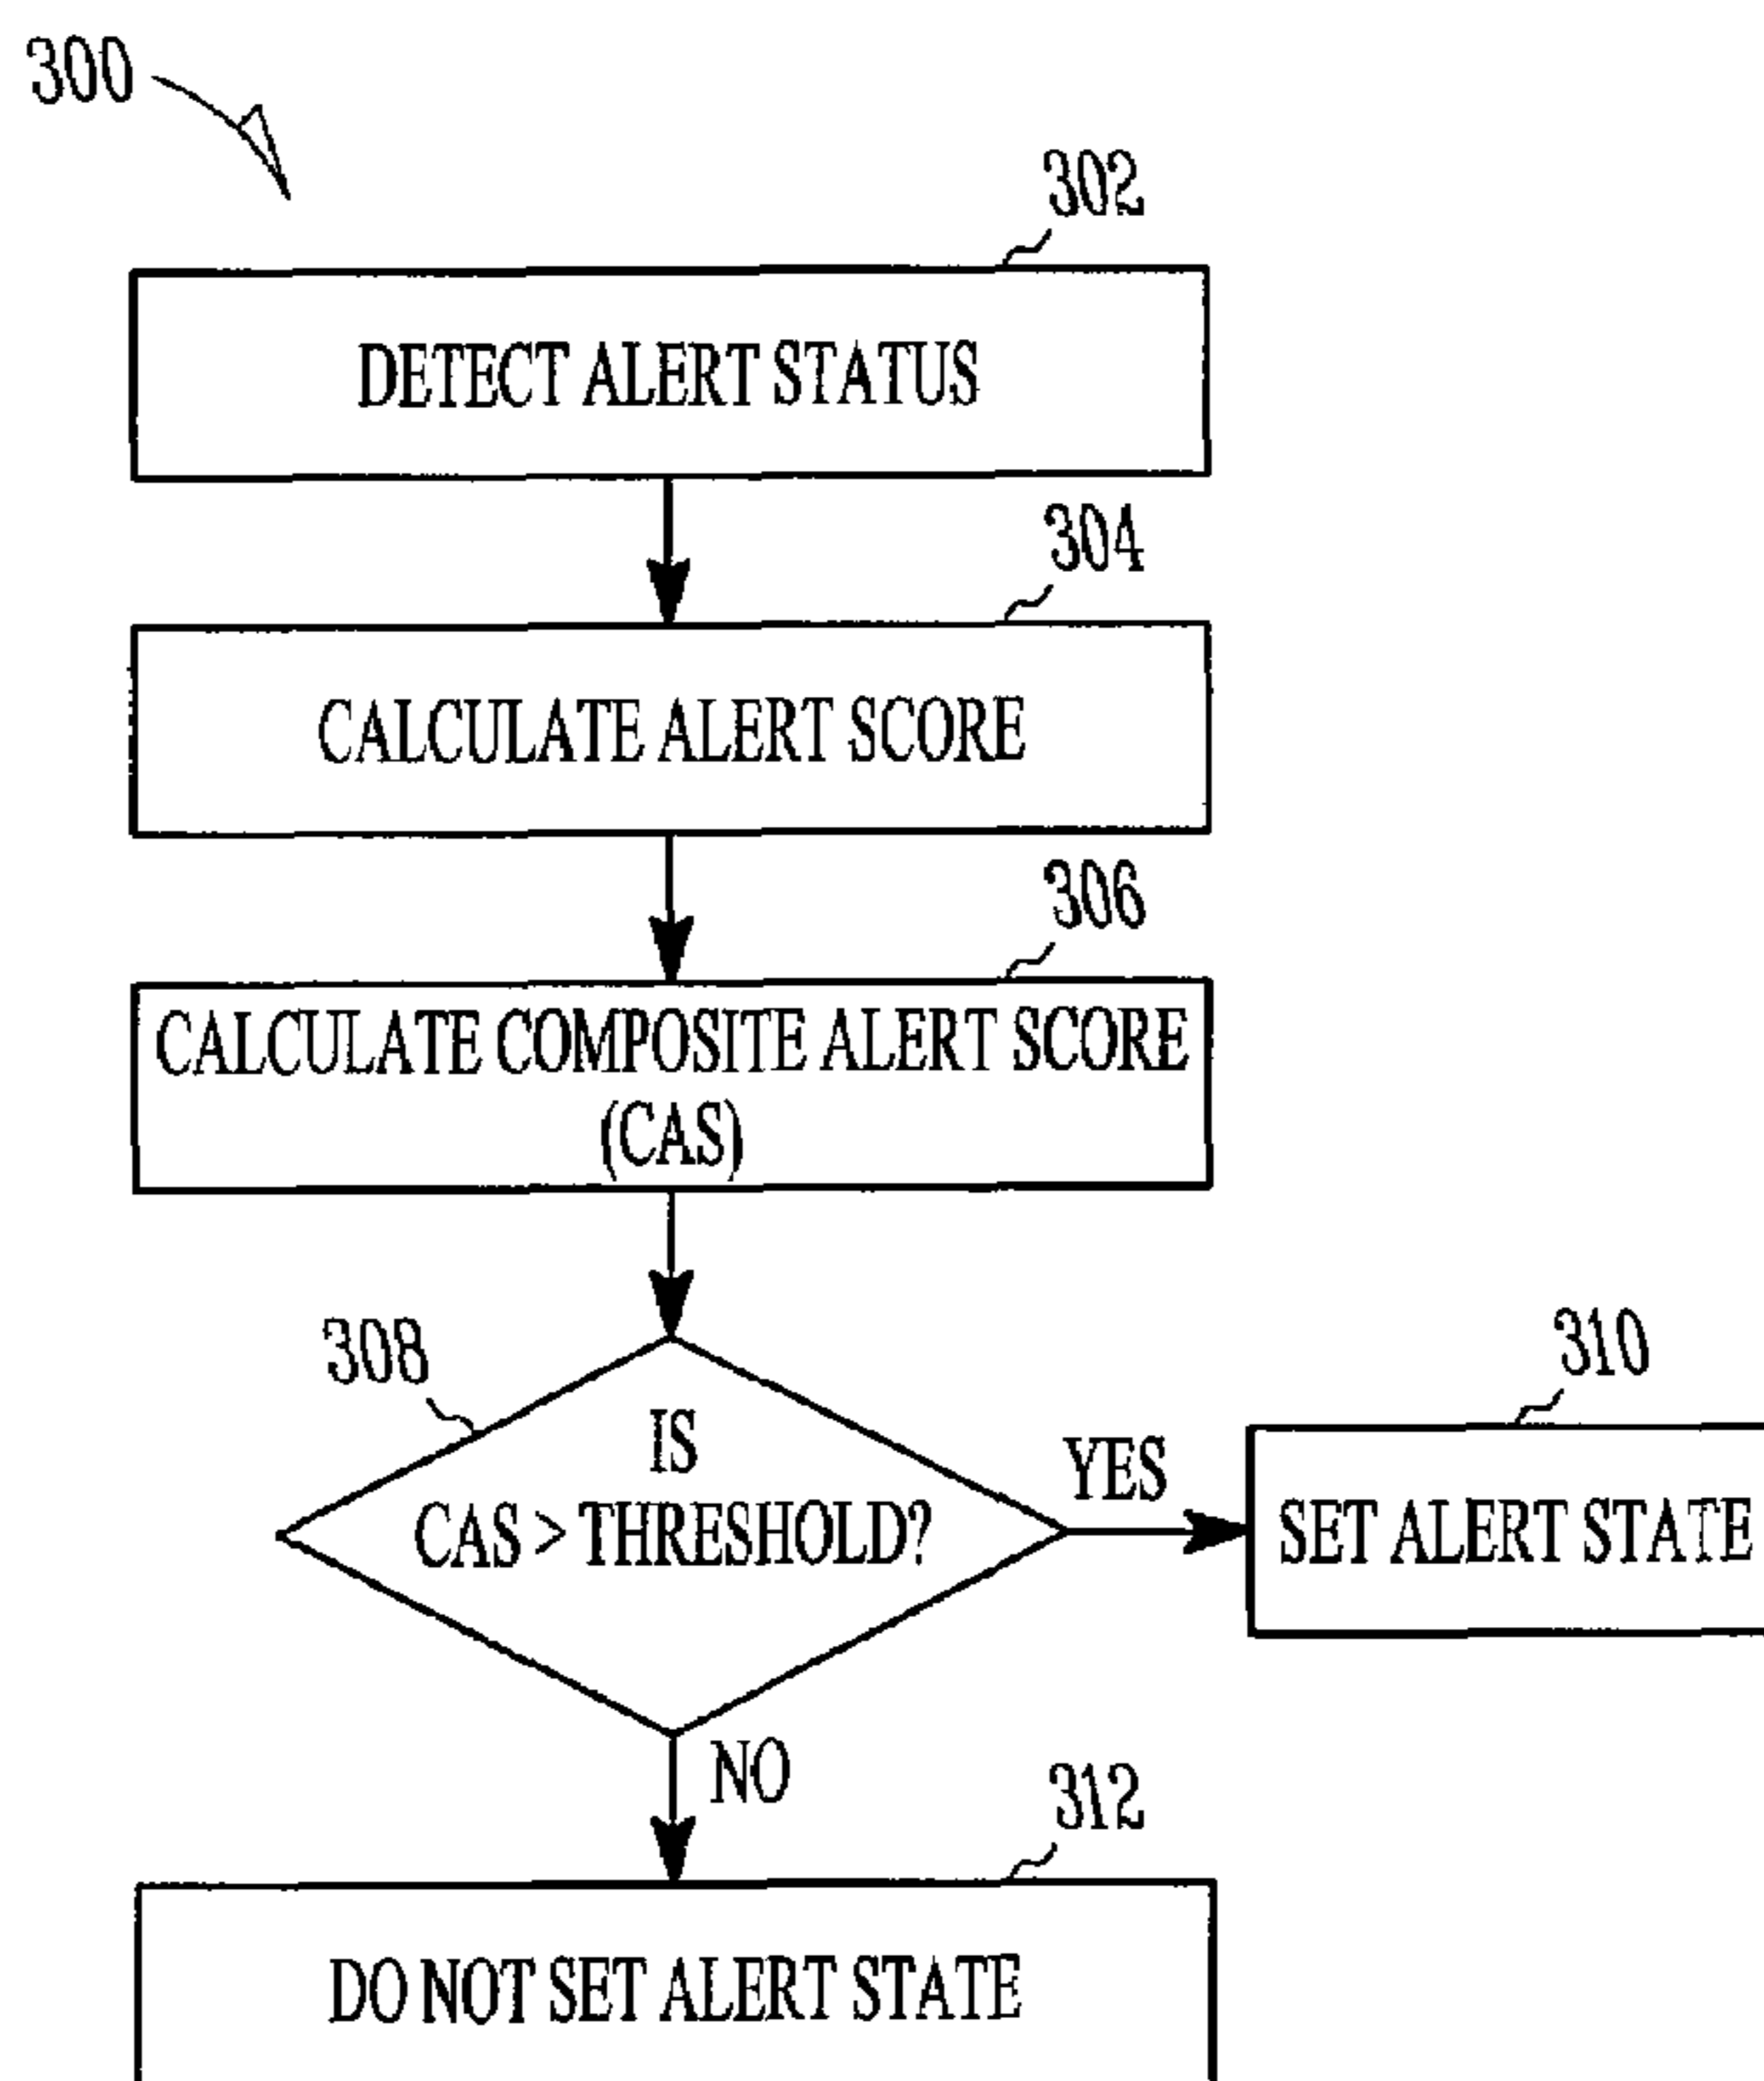 300
302
DETECT ALERT STATUS
304
CALCULATE ALERT SCORE
306
CALCULATE COMPOSITE ALERT SCORE
(CAS)
308
IS
CAS > THRESHOLD?
YES
310
SET ALERT STATE
NO
312
DO NOT SET ALERT STATE